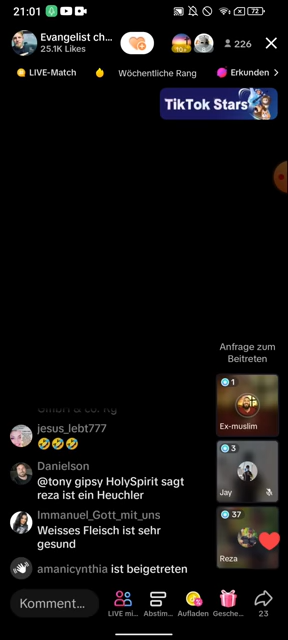 21:01
72
Evangelist ch...
25.1K Likes
10+
226
LIVE-Match
Wöchentliche Rang
Erkunden >
TikTok Stars
Anfrage zum
Beitreten
1
Ex-muslim
jesus_lebt777
🤣🤣🤣
Danielson
@tony gipsy HolySpirit sagt
reza ist ein Heuchler
3
Jay
Immanuel_Gott_mit_uns
Weisses Fleisch ist sehr
gesund
37
Reza
amanicynthia ist beigetreten
Komment...
LIVE mi...
Abstim...
Aufladen
Gesche...
23